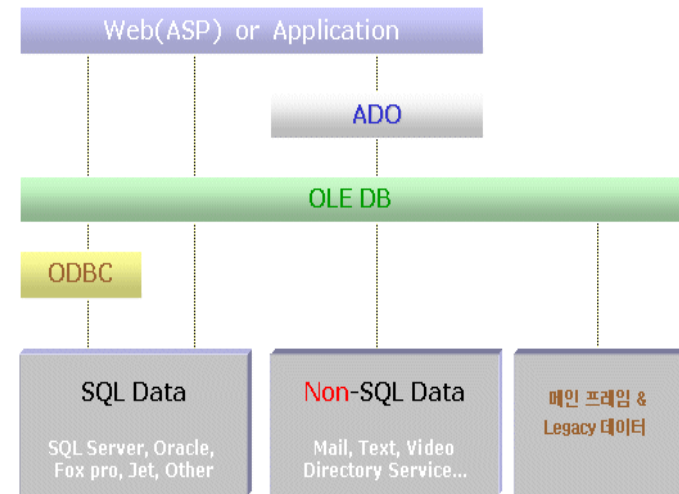 Web(ASP) or Application
ADO
OLE DB
ODBC
SQL Data
SQL Server, Oracle,
Fox pro, Jet, Other
Non-SQL Data
Mail, Text, Video
Directory Service...
메인 프레임 &
Legacy 데이터